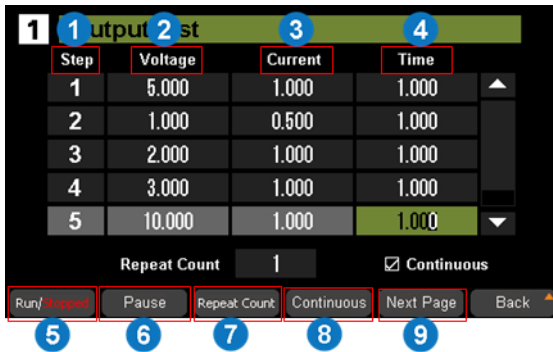 1 1 utput 2 st 3 4
Step Voltage Current Time
1 5.000 1.000 1.000
2 1.000 0.500 1.000
3 2.000 1.000 1.000
4 3.000 1.000 1.000
5 10.000 1.000 1.000
Repeat Count 1 Continuous
Run/Stopped Pause Repeat Count Continuous Next Page Back
5 6 7 8 9